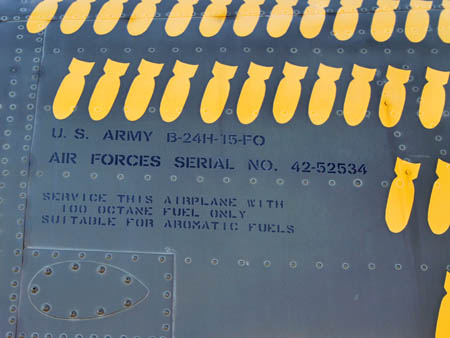 U. S. ARMY B-24H-15-FO
AIR FORCES SERIAL NO. 42-52534
SERVICE THIS AIRPLANE WITH
100 OCTANE FUEL ONLY
SUITABLE FOR AROMATIC FUELS